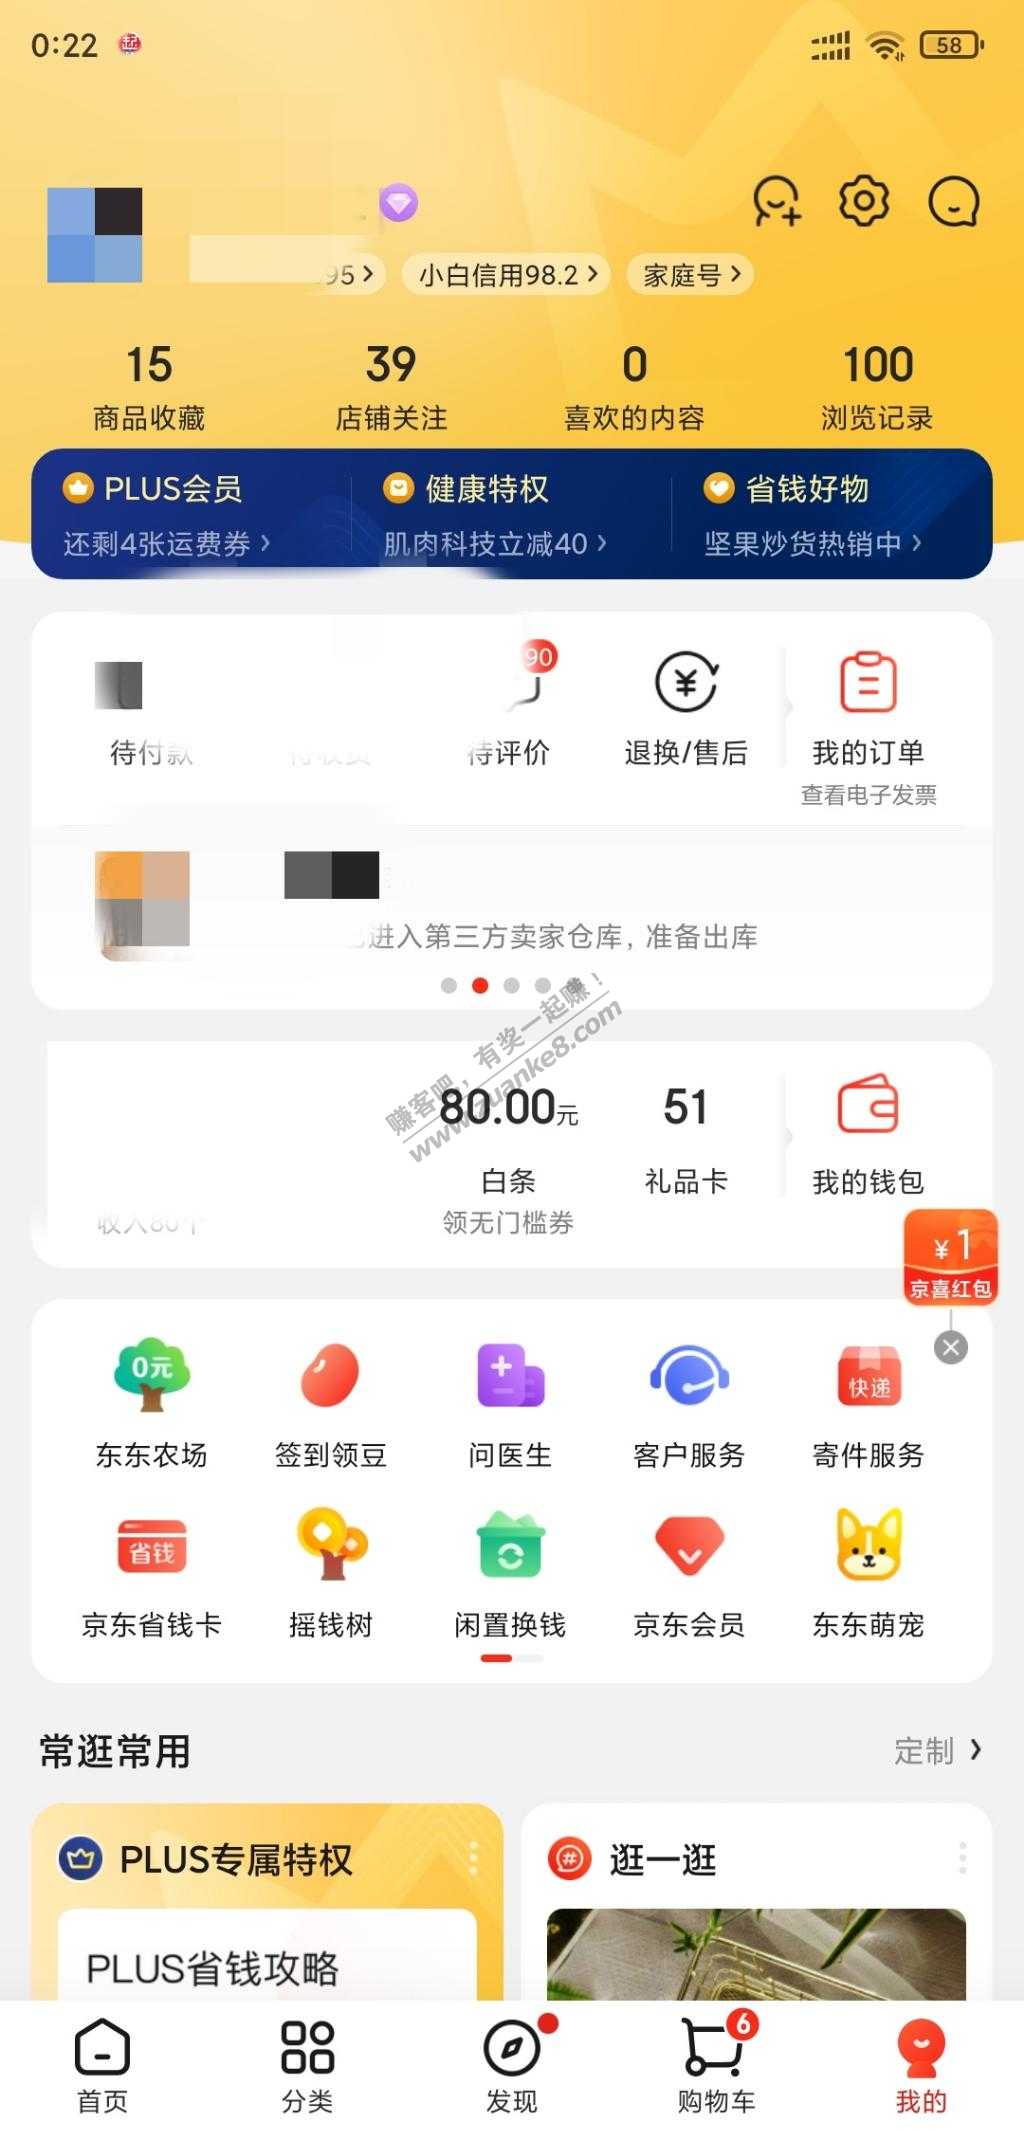 0:22
58
95 >
小白信用98.2 >
家庭号 >
15
39
0
100
商品收藏
店铺关注
喜欢的内容
浏览记录
PLUS会员
健康特权
省钱好物
还剩4张运费券 >
肌肉科技立减40 >
坚果炒货热销中 >
90
待付款
待评价
退换/售后
我的订单
查看电子发票
进入第三方卖家仓库，准备出库
赚客吧，有奖一起赚！
www.zuanke8.com
80.00元
51
白条
礼品卡
我的钱包
收入80个
领无门槛券
¥1
京喜红包
0元
快递
东东农场
签到领豆
问医生
客户服务
寄件服务
省钱
京东省钱卡
摇钱树
闲置换钱
京东会员
东东萌宠
常逛常用
定制 >
PLUS专属特权
逛一逛
PLUS省钱攻略
6
首页
分类
发现
购物车
我的